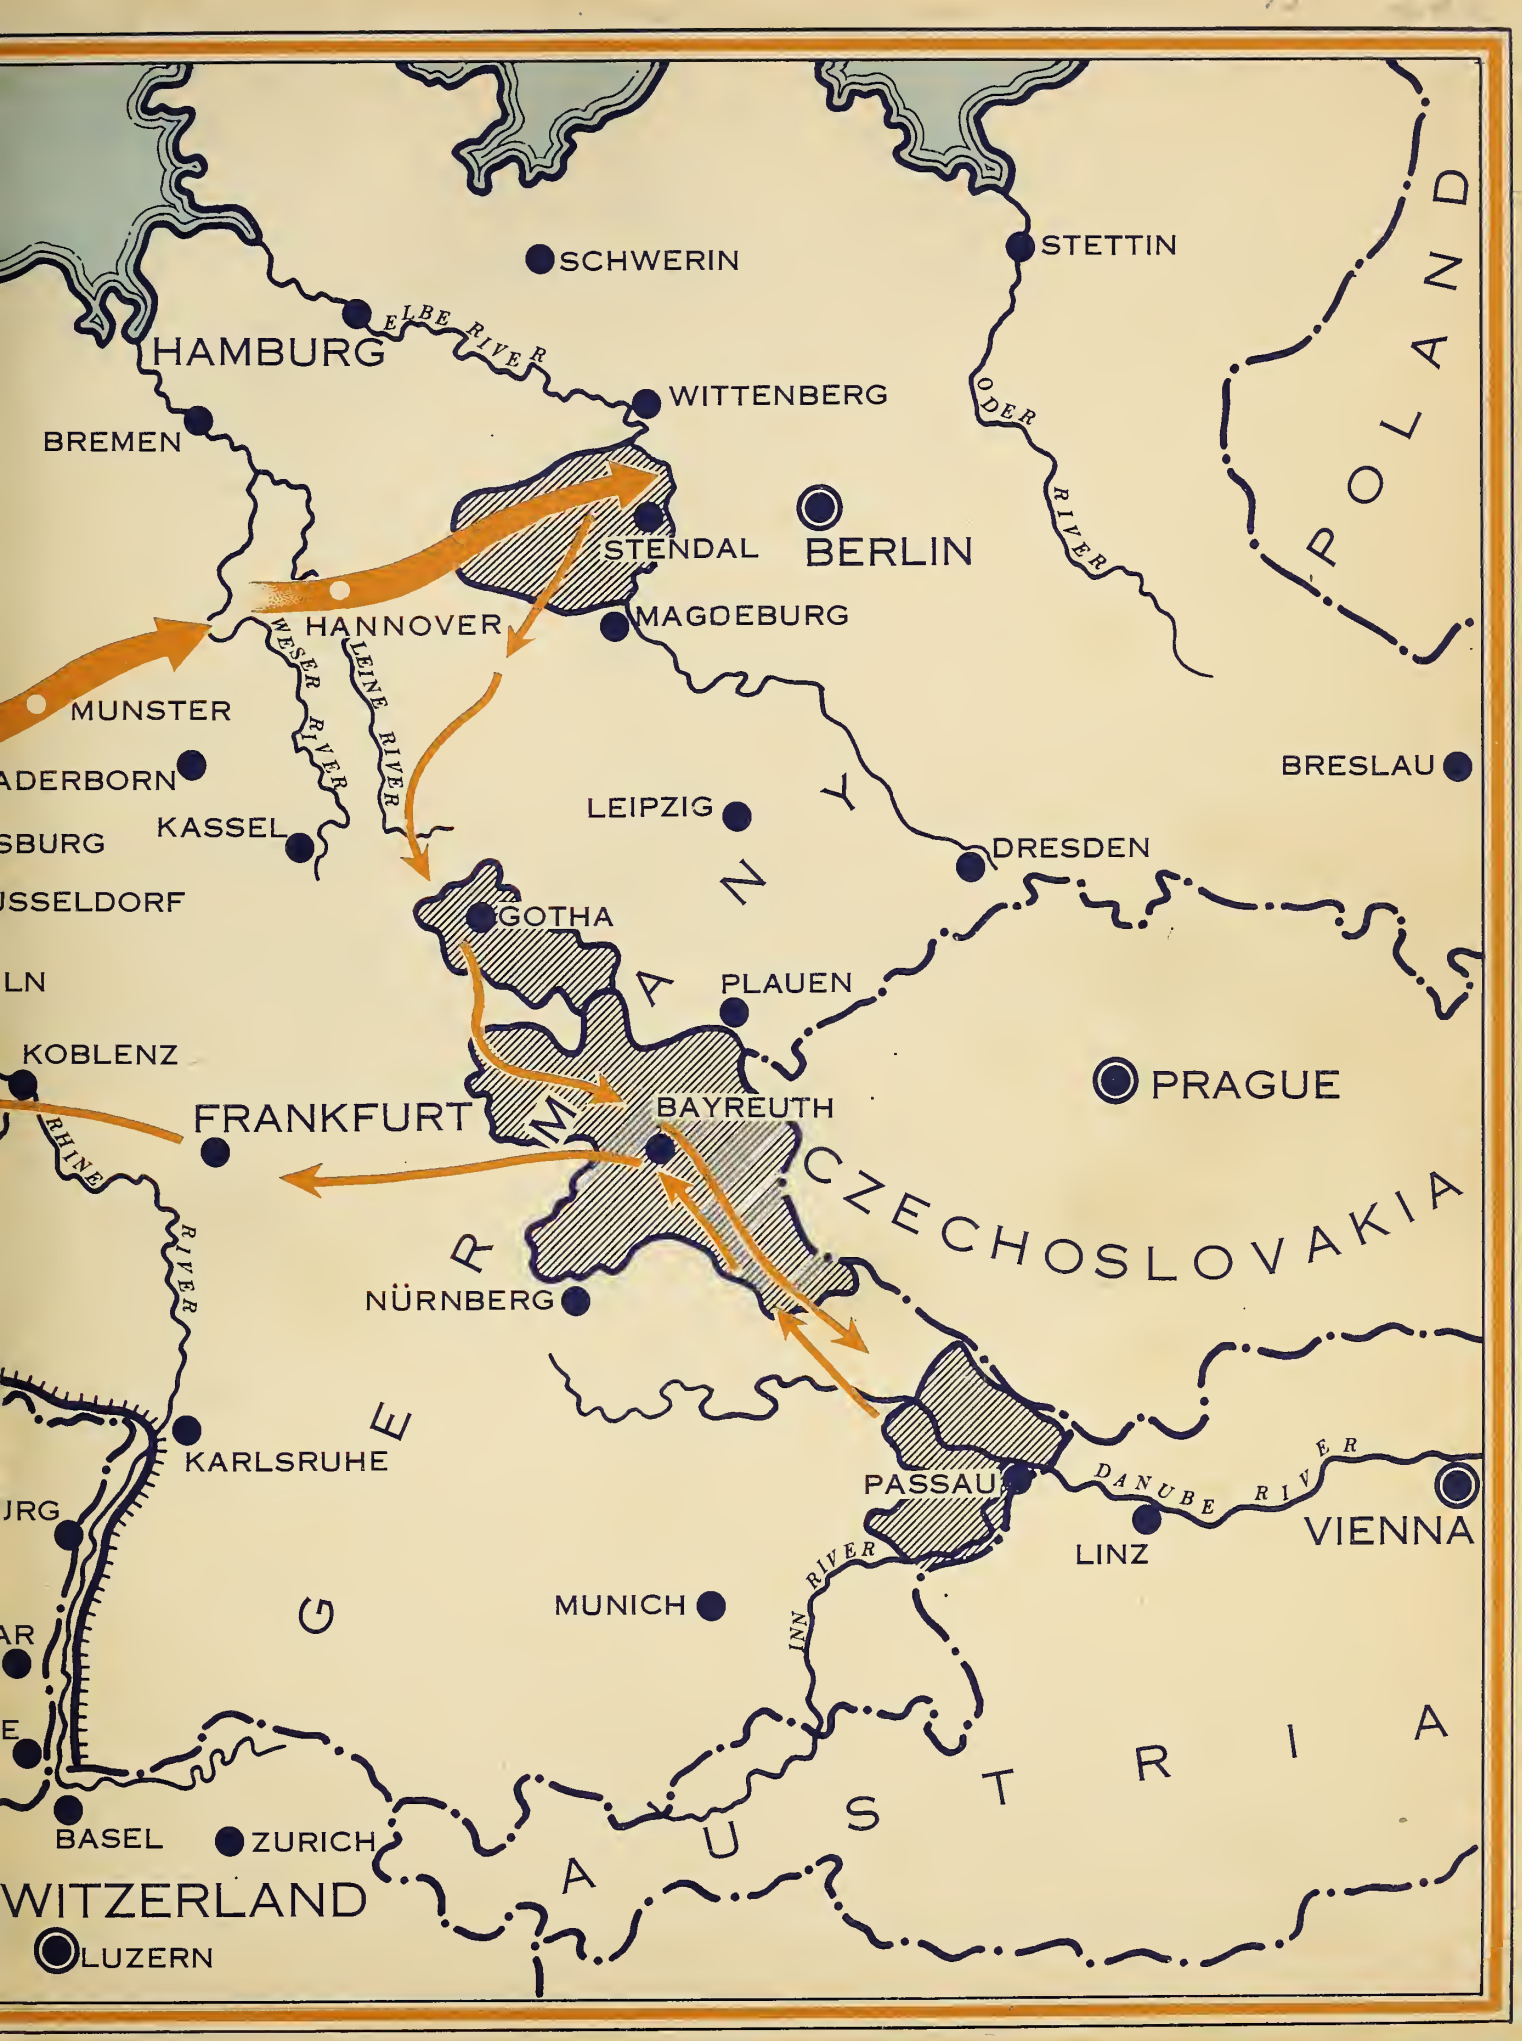 SCHWERIN
STETTIN
POLAND
ELBE RIVER
HAMBURG
WITTENBERG
ODER
RIVER
BREMEN
STENDAL
BERLIN
HANNOVER
MAGDEBURG
WESER RIVER
LEINE RIVER
MUNSTER
BRESLAU
ADERBORN
LEIPZIG
KASSEL
SBURG
DRESDEN
USSELDORF
GOTHA
LN
PLAUEN
KOBLENZ
PRAGUE
FRANKFURT
BAYREUTH
RHINE
RIVER
CZECHOSLOVAKIA
NÜRNBERG
GERMANY
KARLSRUHE
PASSAU
DANUBE RIVER
URG
LINZ
VIENNA
INN RIVER
MUNICH
AR
E
AUSTRIA
BASEL
ZURICH
WITZERLAND
LUZERN